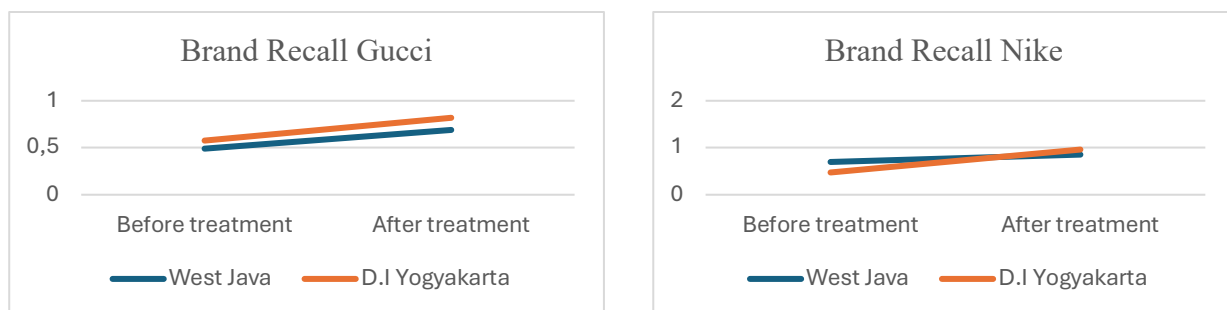 Brand Recall Gucci
1
0,5
0
Before treatment After treatment
West Java D.I Yogyakarta
Brand Recall Nike
2
1
0
Before treatment After treatment
West Java D.I Yogyakarta